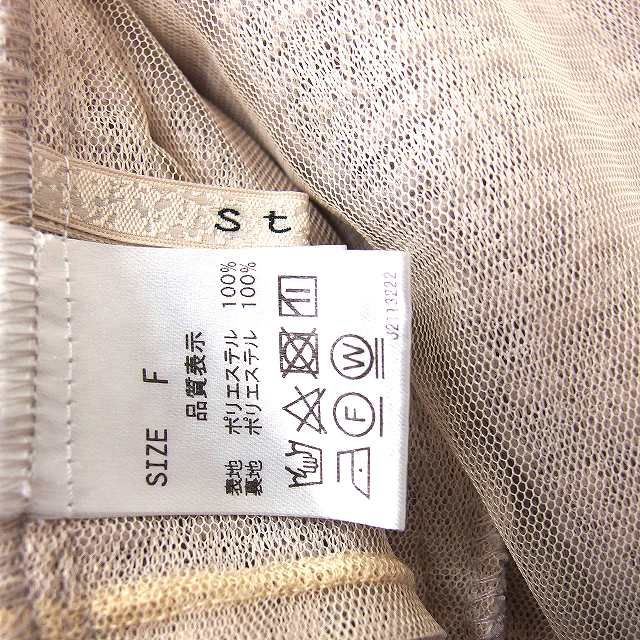 St
SIZE F
品質表示
表地 ポリエステル 100%
裏地 ポリエステル 100%
W
F
J2113222